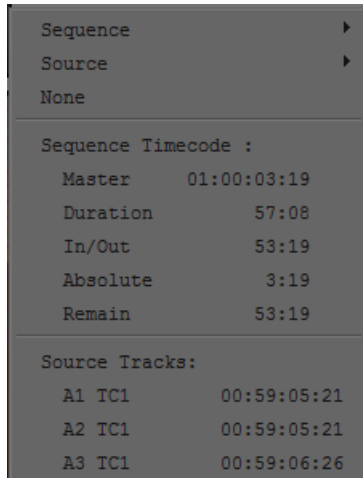 Sequence
Source
None
Sequence Timecode :
Master 01:00:03:19
Duration 57:08
In/Out 53:19
Absolute 3:19
Remain 53:19
Source Tracks:
A1 TC1 00:59:05:21
A2 TC1 00:59:05:21
A3 TC1 00:59:06:26